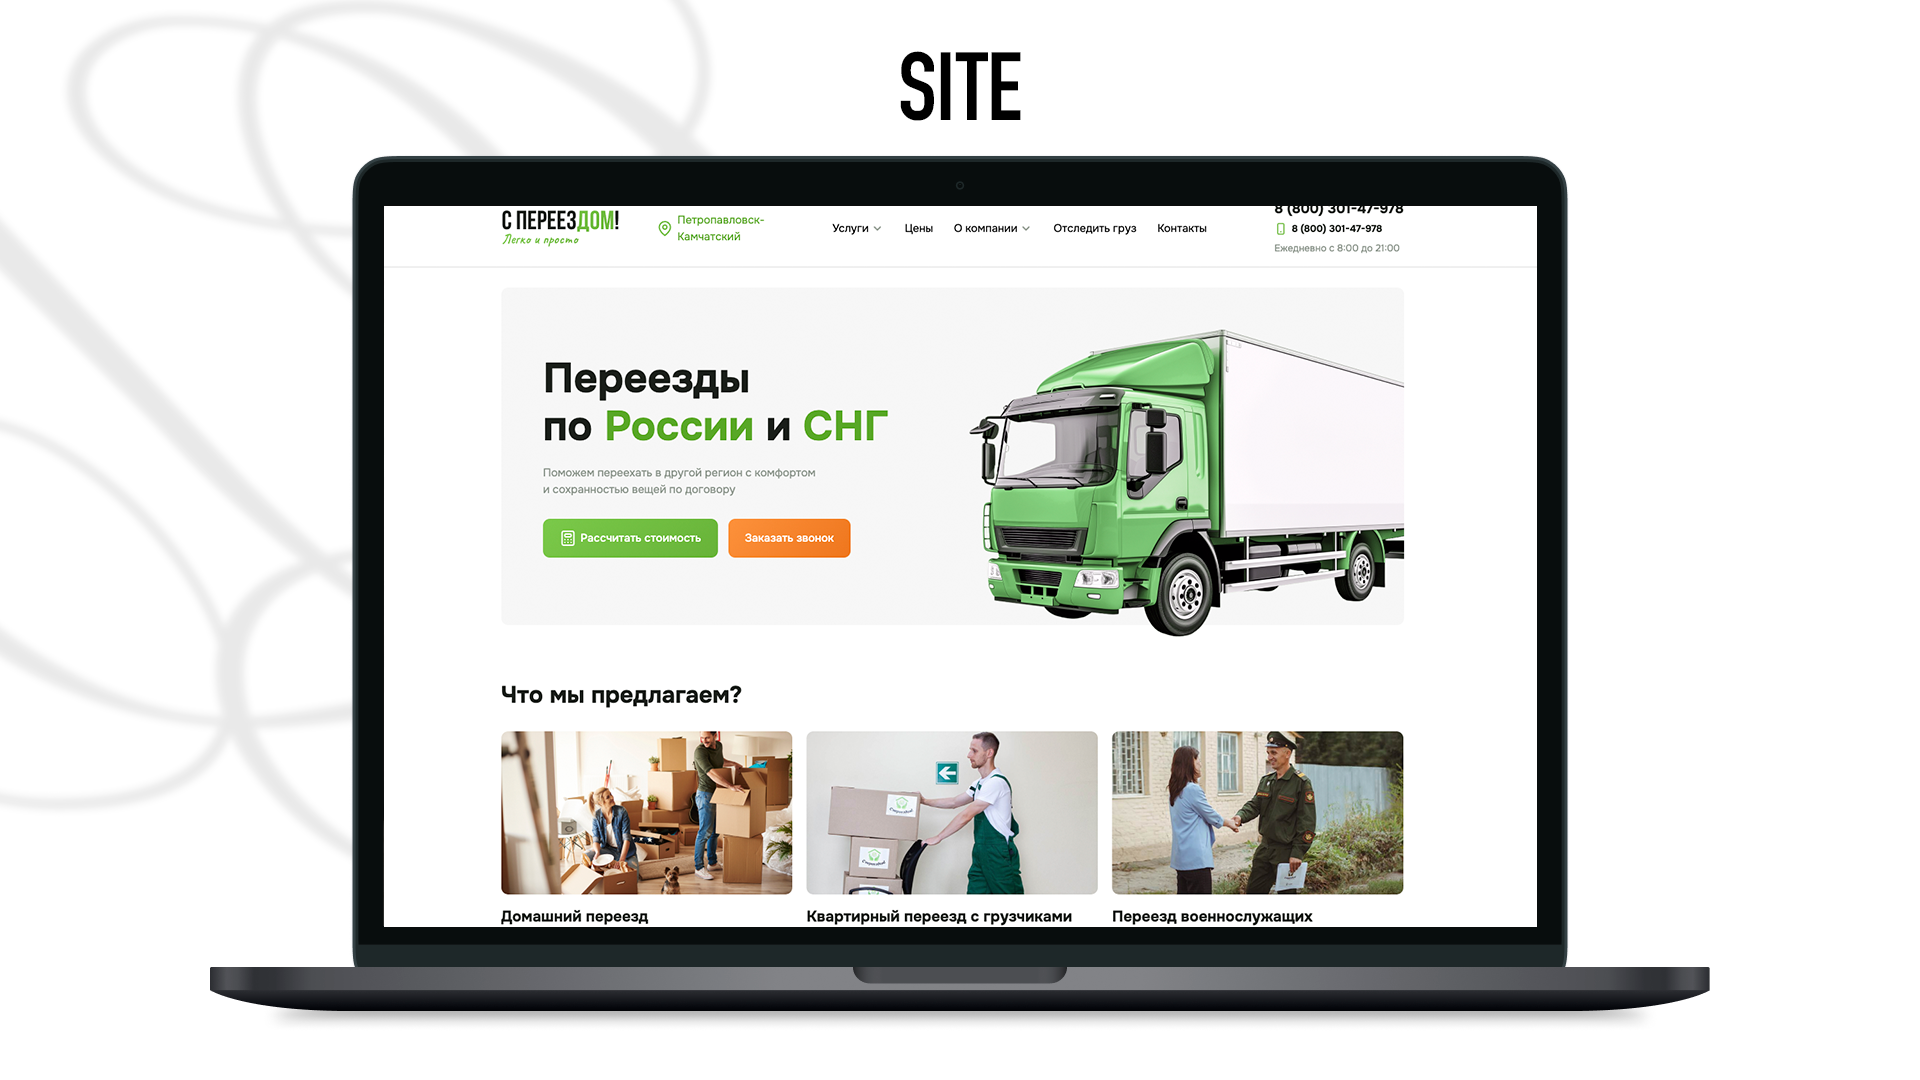 SITE
С ПЕРЕЕЗДОМ!
Легко и просто
Петропавловск-
Камчатский
Услуги
Цены
О компании
Отследить груз
Контакты
8 (800) 301-47-978
8 (800) 301-47-978
Ежедневно с 8:00 до 21:00
Переезды
по России и СНГ
Поможем переехать в другой регион с комфортом
и сохранностью вещей по договору
Рассчитать стоимость
Заказать звонок
Что мы предлагаем?
Домашний переезд
Квартирный переезд с грузчиками
Переезд военнослужащих